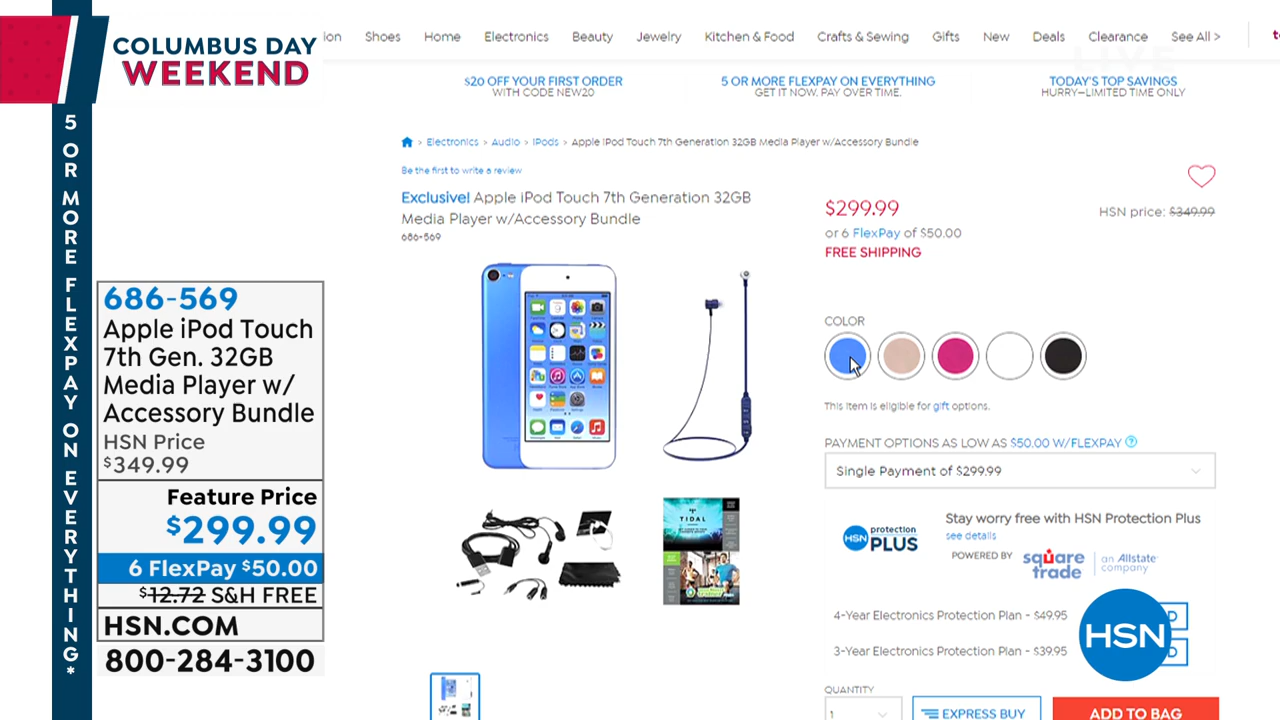 COLUMBUS DAY
WEEKEND
5 OR MORE FLEXPAY ON EVERYTHING*
686-569
Apple iPod Touch
7th Gen. 32GB
Media Player w/
Accessory Bundle
HSN Price
$349.99
Feature Price
$299.99
6 FlexPay $50.00
$12.72 S&H FREE
HSN.COM
800-284-3100
ion Shoes Home Electronics Beauty Jewelry Kitchen & Food Crafts & Sewing Gifts New Deals Clearance See All >
LIVE
$20 OFF YOUR FIRST ORDER
WITH CODE NEW20
5 OR MORE FLEXPAY ON EVERYTHING
GET IT NOW. PAY OVER TIME.
TODAY'S TOP SAVINGS
HURRY—LIMITED TIME ONLY
> Electronics > Audio > iPods > Apple iPod Touch 7th Generation 32GB Media Player w/Accessory Bundle
Be the first to write a review
Exclusive! Apple iPod Touch 7th Generation 32GB
Media Player w/Accessory Bundle
686-569
TIDAL
$299.99
HSN price: $349.99
or 6 FlexPay of $50.00
FREE SHIPPING
COLOR
This item is eligible for gift options.
PAYMENT OPTIONS AS LOW AS $50.00 W/FLEXPAY ?
Single Payment of $299.99
HSN protection
PLUS
Stay worry free with HSN Protection Plus
see details
POWERED BY square trade an Allstate company
4-Year Electronics Protection Plan - $49.95
3-Year Electronics Protection Plan - $39.95
HSN
QUANTITY
1
EXPRESS BUY
ADD TO BAG